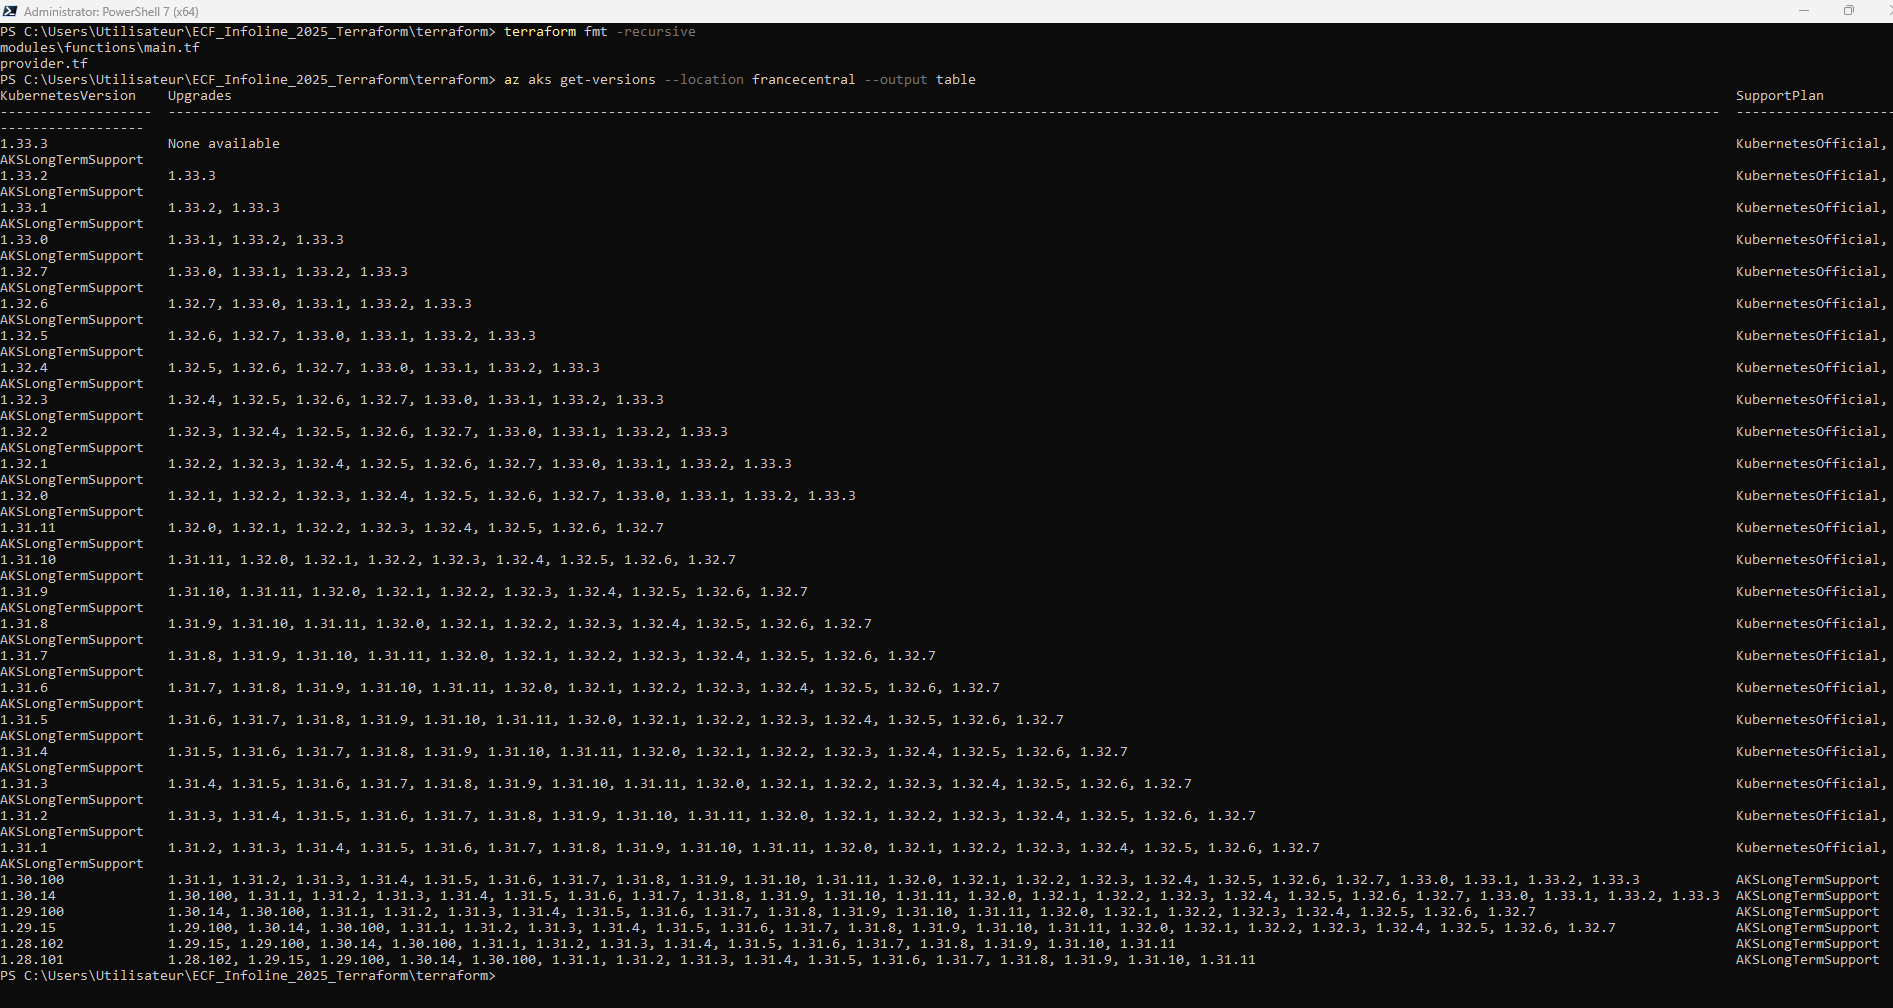 Administrator: PowerShell 7 (x64)
PS C:\Users\Utilisateur\ECF_Infoline_2025_Terraform\terraform> terraform fmt -recursive
modules\functions\main.tf
provider.tf
PS C:\Users\Utilisateur\ECF_Infoline_2025_Terraform\terraform> az aks get-versions --location francecentral --output table
KubernetesVersion    Upgrades    SupportPlan
-------------------  --------------------------------------------------------------------------------------------------------------------------------------------------------------------------------------------------  -------------------
------------------
1.33.3    None available    KubernetesOfficial,
AKSLongTermSupport
1.33.2    1.33.3    KubernetesOfficial,
AKSLongTermSupport
1.33.1    1.33.2, 1.33.3    KubernetesOfficial,
AKSLongTermSupport
1.33.0    1.33.1, 1.33.2, 1.33.3    KubernetesOfficial,
AKSLongTermSupport
1.32.7    1.33.0, 1.33.1, 1.33.2, 1.33.3    KubernetesOfficial,
AKSLongTermSupport
1.32.6    1.32.7, 1.33.0, 1.33.1, 1.33.2, 1.33.3    KubernetesOfficial,
AKSLongTermSupport
1.32.5    1.32.6, 1.32.7, 1.33.0, 1.33.1, 1.33.2, 1.33.3    KubernetesOfficial,
AKSLongTermSupport
1.32.4    1.32.5, 1.32.6, 1.32.7, 1.33.0, 1.33.1, 1.33.2, 1.33.3    KubernetesOfficial,
AKSLongTermSupport
1.32.3    1.32.4, 1.32.5, 1.32.6, 1.32.7, 1.33.0, 1.33.1, 1.33.2, 1.33.3    KubernetesOfficial,
AKSLongTermSupport
1.32.2    1.32.3, 1.32.4, 1.32.5, 1.32.6, 1.32.7, 1.33.0, 1.33.1, 1.33.2, 1.33.3    KubernetesOfficial,
AKSLongTermSupport
1.32.1    1.32.2, 1.32.3, 1.32.4, 1.32.5, 1.32.6, 1.32.7, 1.33.0, 1.33.1, 1.33.2, 1.33.3    KubernetesOfficial,
AKSLongTermSupport
1.32.0    1.32.1, 1.32.2, 1.32.3, 1.32.4, 1.32.5, 1.32.6, 1.32.7, 1.33.0, 1.33.1, 1.33.2, 1.33.3    KubernetesOfficial,
AKSLongTermSupport
1.31.11    1.32.0, 1.32.1, 1.32.2, 1.32.3, 1.32.4, 1.32.5, 1.32.6, 1.32.7    KubernetesOfficial,
AKSLongTermSupport
1.31.10    1.31.11, 1.32.0, 1.32.1, 1.32.2, 1.32.3, 1.32.4, 1.32.5, 1.32.6, 1.32.7    KubernetesOfficial,
AKSLongTermSupport
1.31.9    1.31.10, 1.31.11, 1.32.0, 1.32.1, 1.32.2, 1.32.3, 1.32.4, 1.32.5, 1.32.6, 1.32.7    KubernetesOfficial,
AKSLongTermSupport
1.31.8    1.31.9, 1.31.10, 1.31.11, 1.32.0, 1.32.1, 1.32.2, 1.32.3, 1.32.4, 1.32.5, 1.32.6, 1.32.7    KubernetesOfficial,
AKSLongTermSupport
1.31.7    1.31.8, 1.31.9, 1.31.10, 1.31.11, 1.32.0, 1.32.1, 1.32.2, 1.32.3, 1.32.4, 1.32.5, 1.32.6, 1.32.7    KubernetesOfficial,
AKSLongTermSupport
1.31.6    1.31.7, 1.31.8, 1.31.9, 1.31.10, 1.31.11, 1.32.0, 1.32.1, 1.32.2, 1.32.3, 1.32.4, 1.32.5, 1.32.6, 1.32.7    KubernetesOfficial,
AKSLongTermSupport
1.31.5    1.31.6, 1.31.7, 1.31.8, 1.31.9, 1.31.10, 1.31.11, 1.32.0, 1.32.1, 1.32.2, 1.32.3, 1.32.4, 1.32.5, 1.32.6, 1.32.7    KubernetesOfficial,
AKSLongTermSupport
1.31.4    1.31.5, 1.31.6, 1.31.7, 1.31.8, 1.31.9, 1.31.10, 1.31.11, 1.32.0, 1.32.1, 1.32.2, 1.32.3, 1.32.4, 1.32.5, 1.32.6, 1.32.7    KubernetesOfficial,
AKSLongTermSupport
1.31.3    1.31.4, 1.31.5, 1.31.6, 1.31.7, 1.31.8, 1.31.9, 1.31.10, 1.31.11, 1.32.0, 1.32.1, 1.32.2, 1.32.3, 1.32.4, 1.32.5, 1.32.6, 1.32.7    KubernetesOfficial,
AKSLongTermSupport
1.31.2    1.31.3, 1.31.4, 1.31.5, 1.31.6, 1.31.7, 1.31.8, 1.31.9, 1.31.10, 1.31.11, 1.32.0, 1.32.1, 1.32.2, 1.32.3, 1.32.4, 1.32.5, 1.32.6, 1.32.7    KubernetesOfficial,
AKSLongTermSupport
1.31.1    1.31.2, 1.31.3, 1.31.4, 1.31.5, 1.31.6, 1.31.7, 1.31.8, 1.31.9, 1.31.10, 1.31.11, 1.32.0, 1.32.1, 1.32.2, 1.32.3, 1.32.4, 1.32.5, 1.32.6, 1.32.7    KubernetesOfficial,
AKSLongTermSupport
1.30.100    1.31.1, 1.31.2, 1.31.3, 1.31.4, 1.31.5, 1.31.6, 1.31.7, 1.31.8, 1.31.9, 1.31.10, 1.31.11, 1.32.0, 1.32.1, 1.32.2, 1.32.3, 1.32.4, 1.32.5, 1.32.6, 1.32.7, 1.33.0, 1.33.1, 1.33.2, 1.33.3    AKSLongTermSupport
1.30.14    1.30.100, 1.31.1, 1.31.2, 1.31.3, 1.31.4, 1.31.5, 1.31.6, 1.31.7, 1.31.8, 1.31.9, 1.31.10, 1.31.11, 1.32.0, 1.32.1, 1.32.2, 1.32.3, 1.32.4, 1.32.5, 1.32.6, 1.32.7, 1.33.0, 1.33.1, 1.33.2, 1.33.3    AKSLongTermSupport
1.29.100    1.30.14, 1.30.100, 1.31.1, 1.31.2, 1.31.3, 1.31.4, 1.31.5, 1.31.6, 1.31.7, 1.31.8, 1.31.9, 1.31.10, 1.31.11, 1.32.0, 1.32.1, 1.32.2, 1.32.3, 1.32.4, 1.32.5, 1.32.6, 1.32.7    AKSLongTermSupport
1.29.15    1.29.100, 1.30.14, 1.30.100, 1.31.1, 1.31.2, 1.31.3, 1.31.4, 1.31.5, 1.31.6, 1.31.7, 1.31.8, 1.31.9, 1.31.10, 1.31.11, 1.32.0, 1.32.1, 1.32.2, 1.32.3, 1.32.4, 1.32.5, 1.32.6, 1.32.7    AKSLongTermSupport
1.28.102    1.29.15, 1.29.100, 1.30.14, 1.30.100, 1.31.1, 1.31.2, 1.31.3, 1.31.4, 1.31.5, 1.31.6, 1.31.7, 1.31.8, 1.31.9, 1.31.10, 1.31.11    AKSLongTermSupport
1.28.101    1.28.102, 1.29.15, 1.29.100, 1.30.14, 1.30.100, 1.31.1, 1.31.2, 1.31.3, 1.31.4, 1.31.5, 1.31.6, 1.31.7, 1.31.8, 1.31.9, 1.31.10, 1.31.11    AKSLongTermSupport
PS C:\Users\Utilisateur\ECF_Infoline_2025_Terraform\terraform>